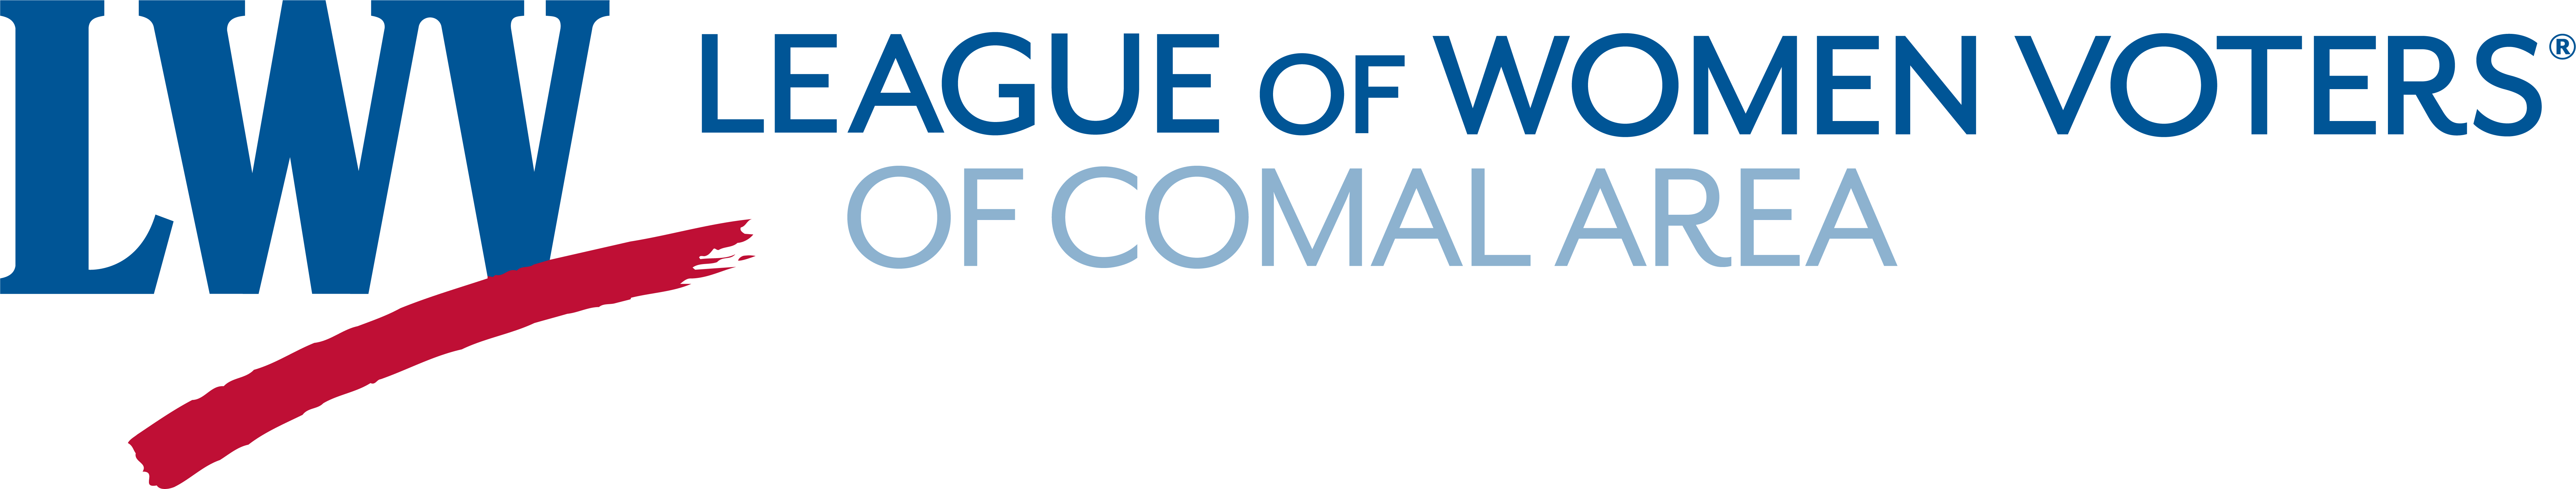 LWV
LEAGUE OF WOMEN VOTERS®
OF COMAL AREA